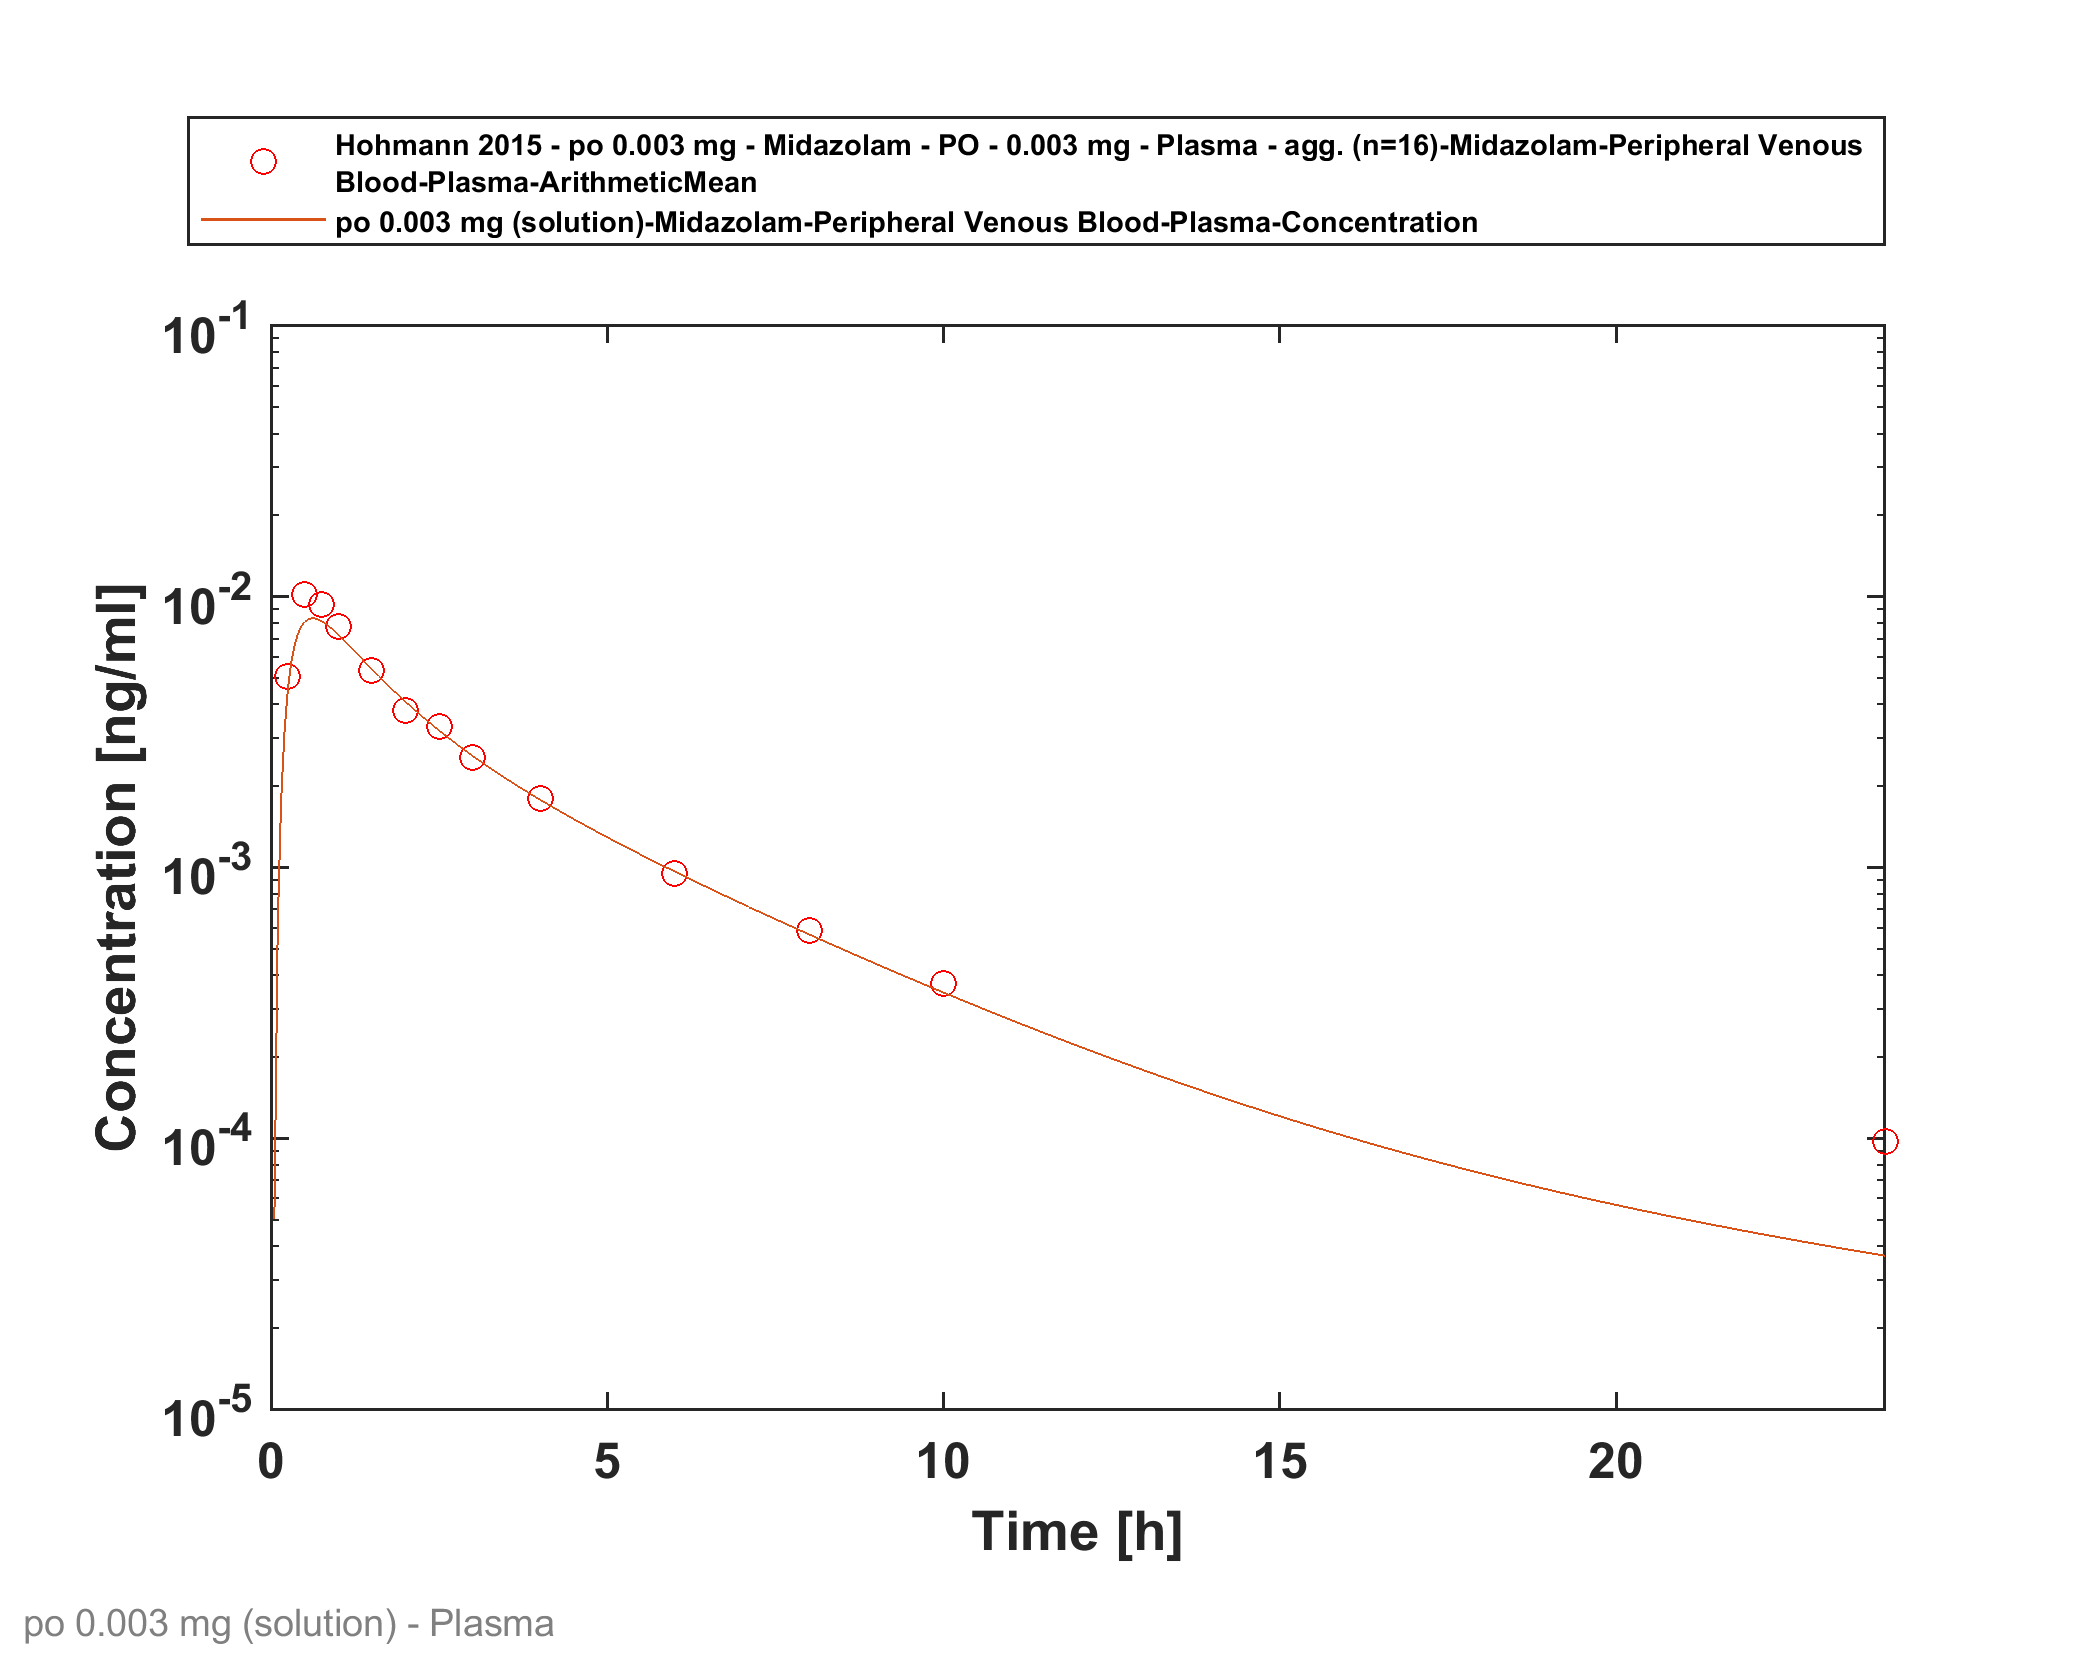 Hohmann 2015 - po 0.003 mg - Midazolam - PO - 0.003 mg - Plasma - agg. (n=16)-Midazolam-Peripheral Venous
Blood-Plasma-ArithmeticMean
po 0.003 mg (solution)-Midazolam-Peripheral Venous Blood-Plasma-Concentration
10^-1
10^-2
10^-3
10^-4
10^-5
Concentration [ng/ml]
0 5 10 15 20
Time [h]
po 0.003 mg (solution) - Plasma